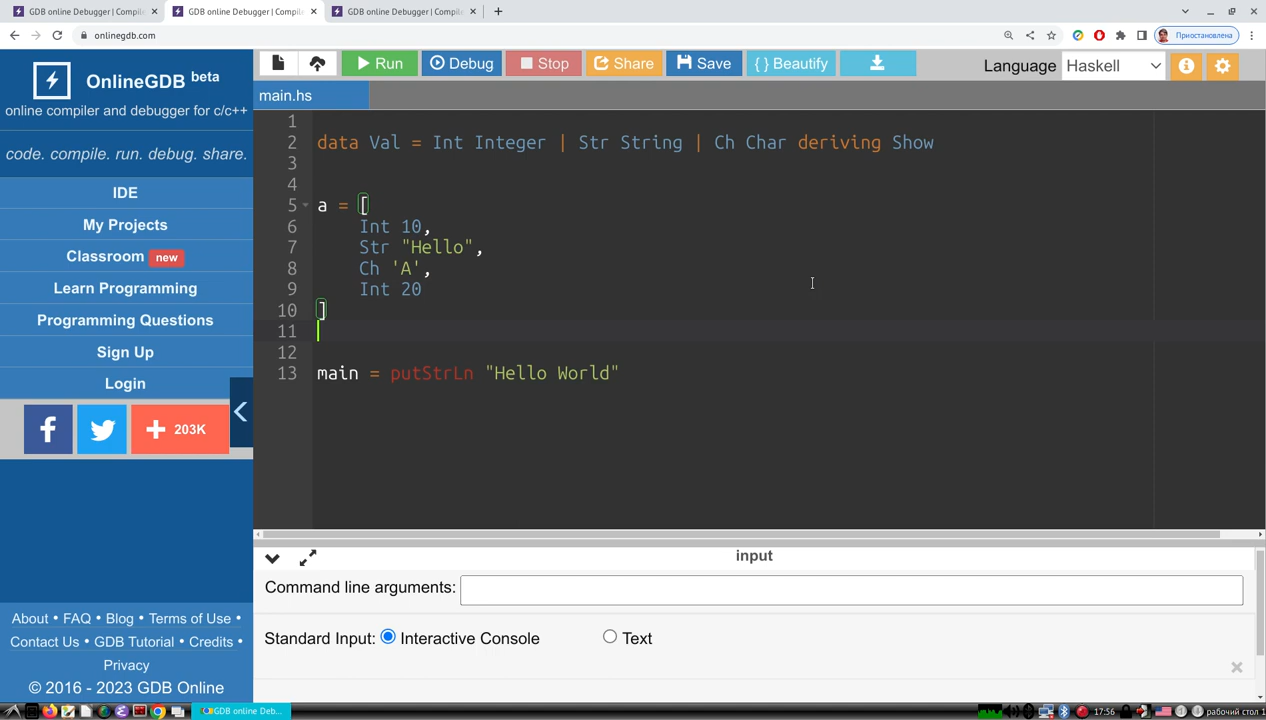 GDB online Debugger | Compile
GDB online Debugger | Compile
GDB online Debugger | Compile
onlinegdb.com
Приостановлена
OnlineGDB beta
online compiler and debugger for c/c++
code. compile. run. debug. share.
IDE
My Projects
Classroom new
Learn Programming
Programming Questions
Sign Up
Login
203K
About • FAQ • Blog • Terms of Use •
Contact Us • GDB Tutorial • Credits •
Privacy
© 2016 - 2023 GDB Online
Run
Debug
Stop
Share
Save
{ } Beautify
Language Haskell
main.hs
1
2 data Val = Int Integer | Str String | Ch Char deriving Show
3
4
5 a = [
6 Int 10,
7 Str "Hello",
8 Ch 'A',
9 Int 20
10 ]
11
12
13 main = putStrLn "Hello World"
input
Command line arguments:
Standard Input: Interactive Console Text
GDB online Deb...
17:56
рабочий стол 1